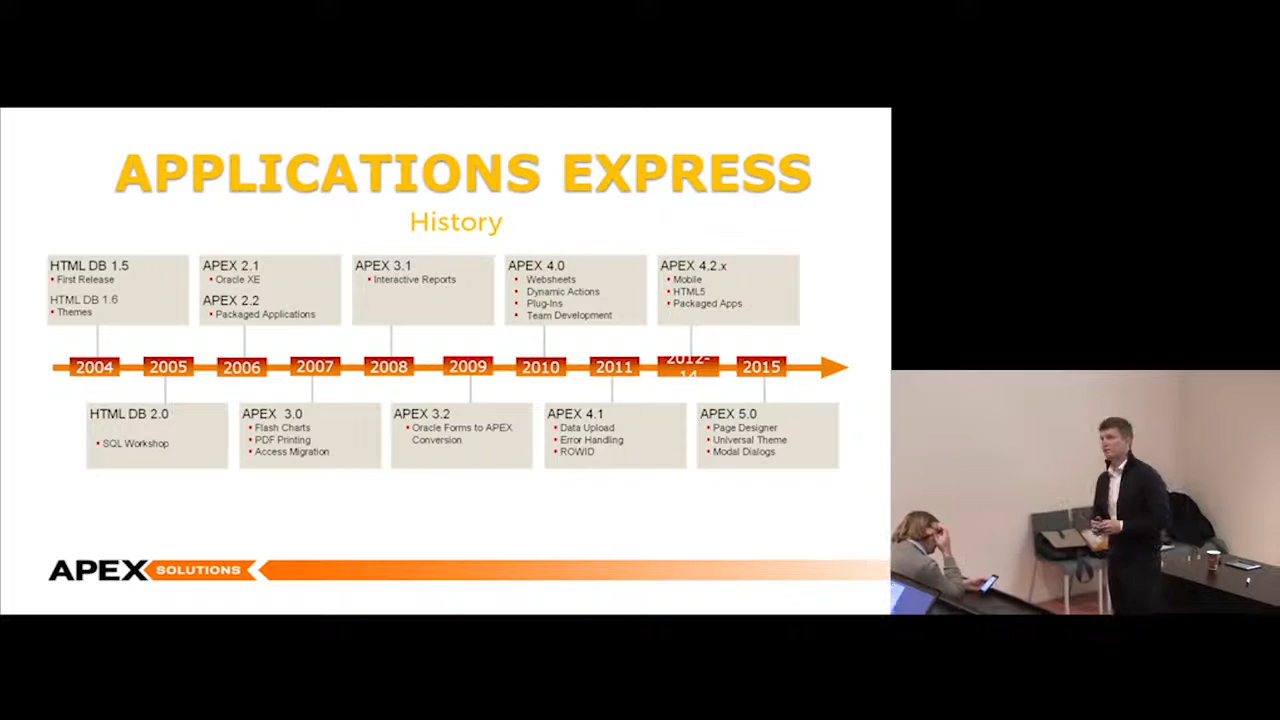 APPLICATIONS EXPRESS
History
HTML DB 1.5
First Release
HTML DB 1.6
Themes
APEX 2.1
Oracle XE
APEX 2.2
Packaged Applications
APEX 3.1
Interactive Reports
APEX 4.0
Websheets
Dynamic Actions
Plug-Ins
Team Development
APEX 4.2.x
Mobile
HTML5
Packaged Apps
2004 2005 2006 2007 2008 2009 2010 2011 2012-14 2015
HTML DB 2.0
SQL Workshop
APEX 3.0
Flash Charts
PDF Printing
Access Migration
APEX 3.2
Oracle Forms to APEX
Conversion
APEX 4.1
Data Upload
Error Handling
ROWID
APEX 5.0
Page Designer
Universal Theme
Modal Dialogs
APEX SOLUTIONS